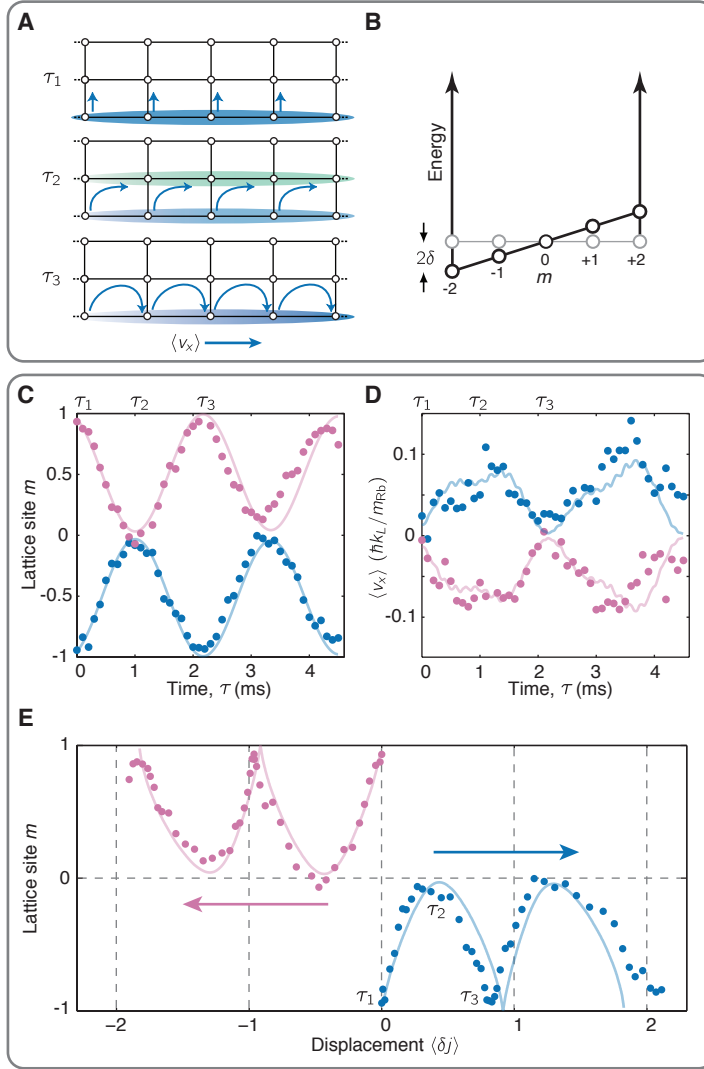 A
τ1
τ2
τ3
⟨vx⟩
B
Energy
2δ
-2
-1
0
+1
+2
m
C
τ1
τ2
τ3
1
0.5
0
-0.5
-1
Lattice site m
0
1
2
3
4
Time, τ (ms)
D
τ1
τ2
τ3
0.1
0
-0.1
⟨vx⟩ (ħkL/mRb)
0
1
2
3
4
Time, τ (ms)
E
1
0
-1
Lattice site m
τ1
τ2
τ3
−2
−1
0
1
2
Displacement ⟨δj⟩